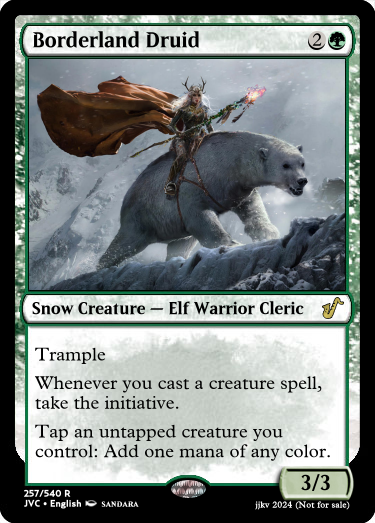 Borderland Druid 2
Snow Creature — Elf Warrior Cleric
Trample
Whenever you cast a creature spell,
take the initiative.
Tap an untapped creature you
control: Add one mana of any color.
3/3
257/540 R
JVC • English SANDARA
jjkv 2024 (Not for sale)